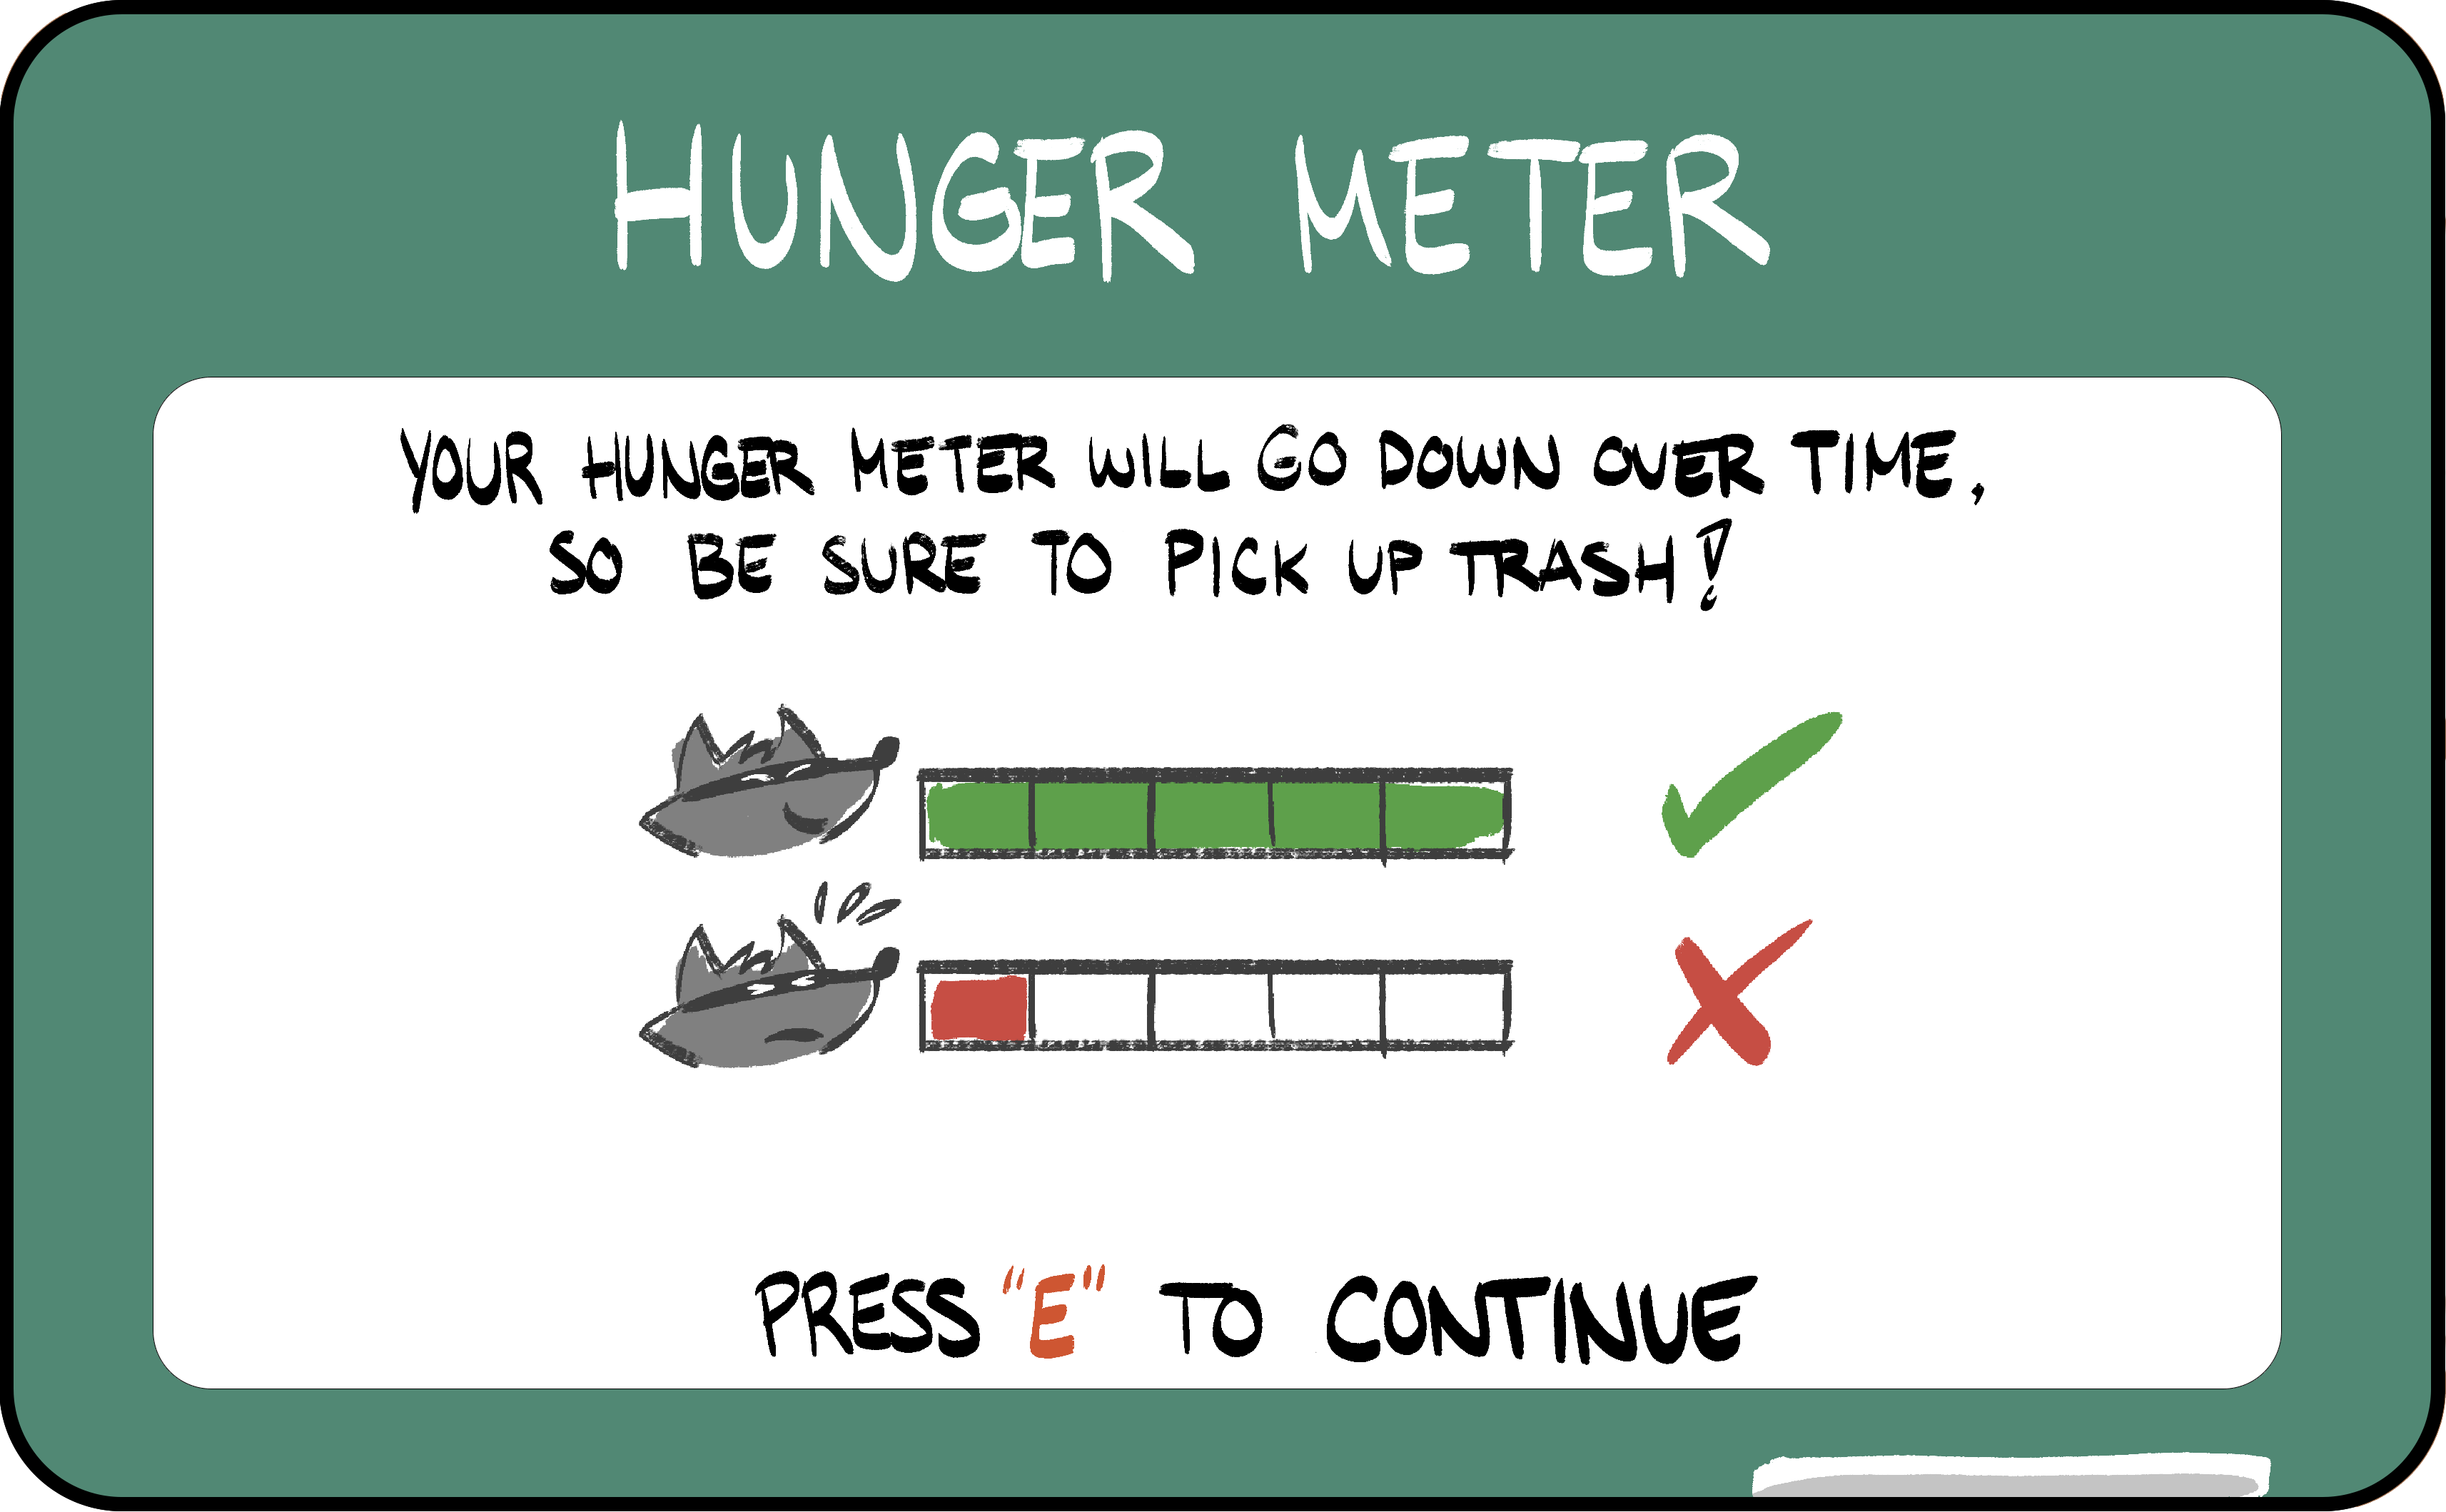 HUNGER METER
YOUR HUNGER METER WILL GO DOWN OVER TIME,
SO BE SURE TO PICK UP TRASH!
PRESS "E" TO CONTINUE